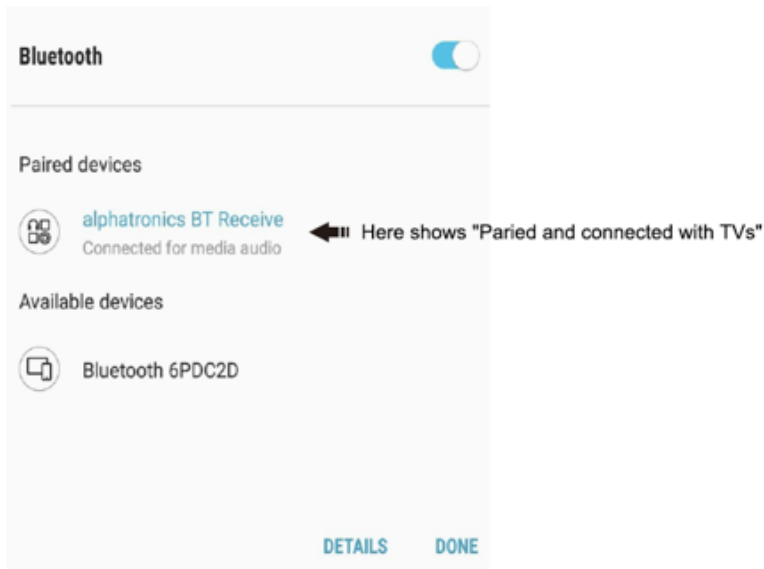 Bluetooth
Paired devices
alphatronics BT Receive
Connected for media audio
Here shows "Paried and connected with TVs"
Available devices
Bluetooth 6PDC2D
DETAILS DONE